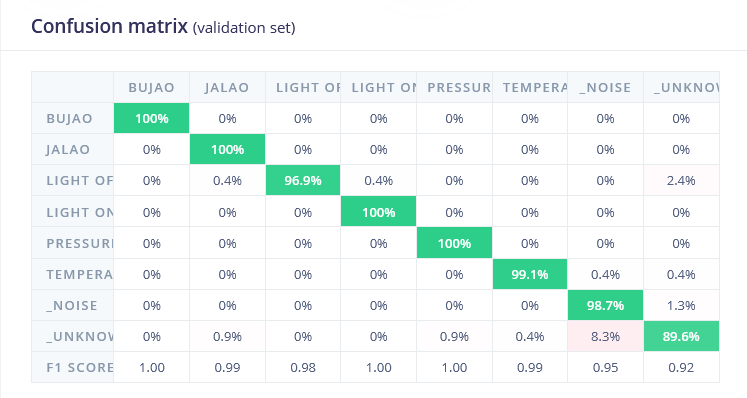 Confusion matrix (validation set)
BUJAO JALAO LIGHT OF LIGHT ON PRESSUR TEMPERA _NOISE _UNKNOW
BUJAO 100% 0% 0% 0% 0% 0% 0% 0%
JALAO 0% 100% 0% 0% 0% 0% 0% 0%
LIGHT OF 0% 0.4% 96.9% 0.4% 0% 0% 0% 2.4%
LIGHT ON 0% 0% 0% 100% 0% 0% 0% 0%
PRESSURE 0% 0% 0% 0% 100% 0% 0% 0%
TEMPERA 0% 0% 0% 0% 0% 99.1% 0.4% 0.4%
_NOISE 0% 0% 0% 0% 0% 0% 98.7% 1.3%
_UNKNOW 0% 0.9% 0% 0% 0.9% 0.4% 8.3% 89.6%
F1 SCORE 1.00 0.99 0.98 1.00 1.00 0.99 0.95 0.92